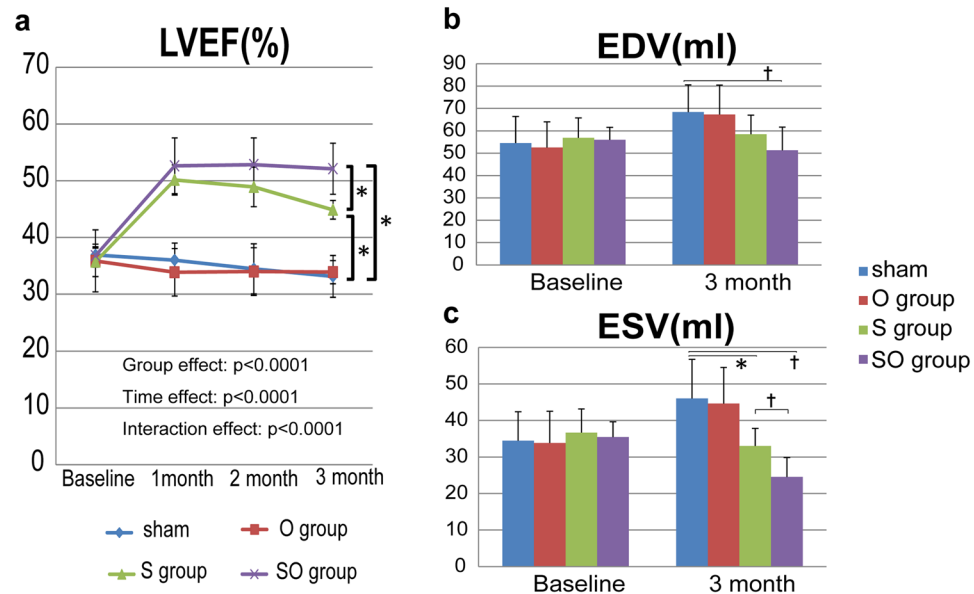 a
LVEF(%)
70
60
50
40
30
20
10
0
*
*
*
Group effect: p<0.0001
Time effect: p<0.0001
Interaction effect: p<0.0001
Baseline 1month 2 month 3 month
sham O group
S group SO group
b
EDV(ml)
90
80
70
60
50
40
30
20
10
0
†
Baseline 3 month
c
ESV(ml)
60
50
40
30
20
10
0
* †
†
Baseline 3 month
sham
O group
S group
SO group